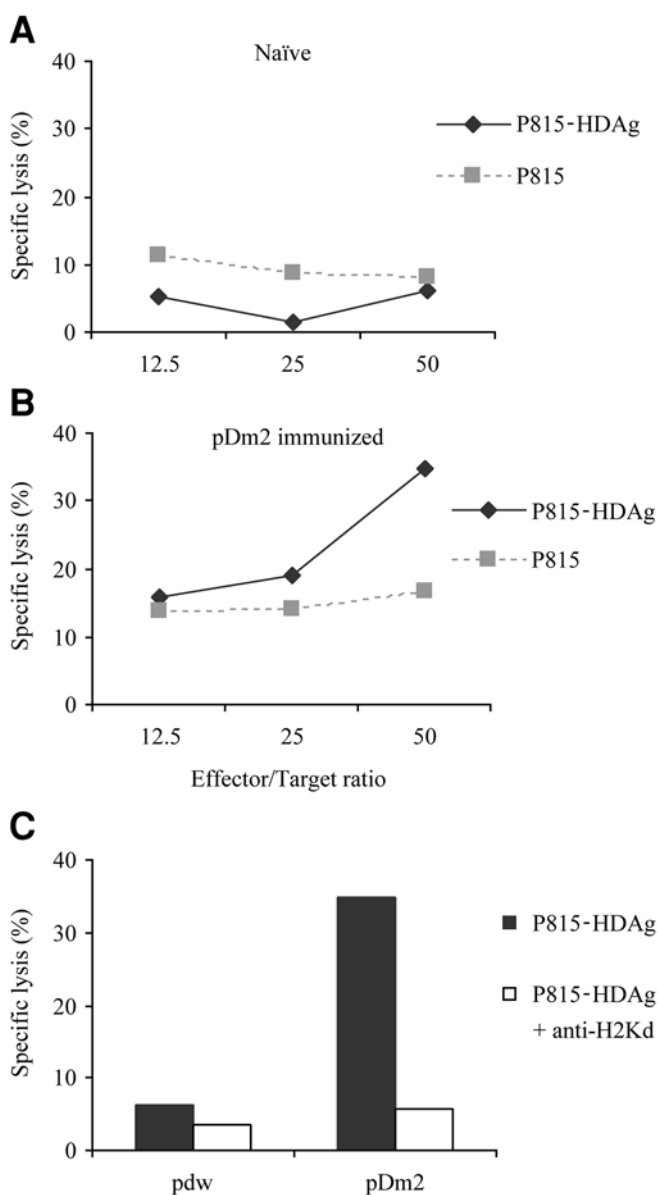 A
Naïve
40
30
20
10
0
Specific lysis (%)
12.5 25 50
P815-HDAg
P815
B
pDm2 immunized
40
30
20
10
0
Specific lysis (%)
12.5 25 50
Effector/Target ratio
P815-HDAg
P815
C
40
30
20
10
0
Specific lysis (%)
pdw pDm2
P815-HDAg
P815-HDAg
+ anti-H2Kd